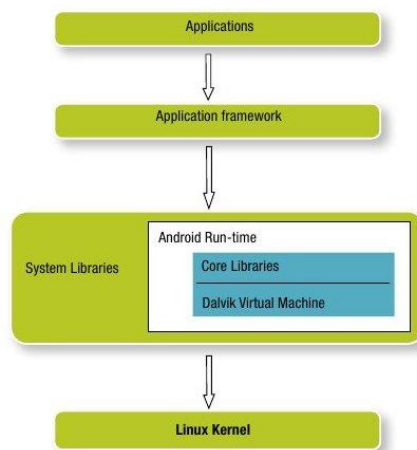 Applications
Application framework
Android Run-time
System Libraries
Core Libraries
Dalvik Virtual Machine
Linux Kernel